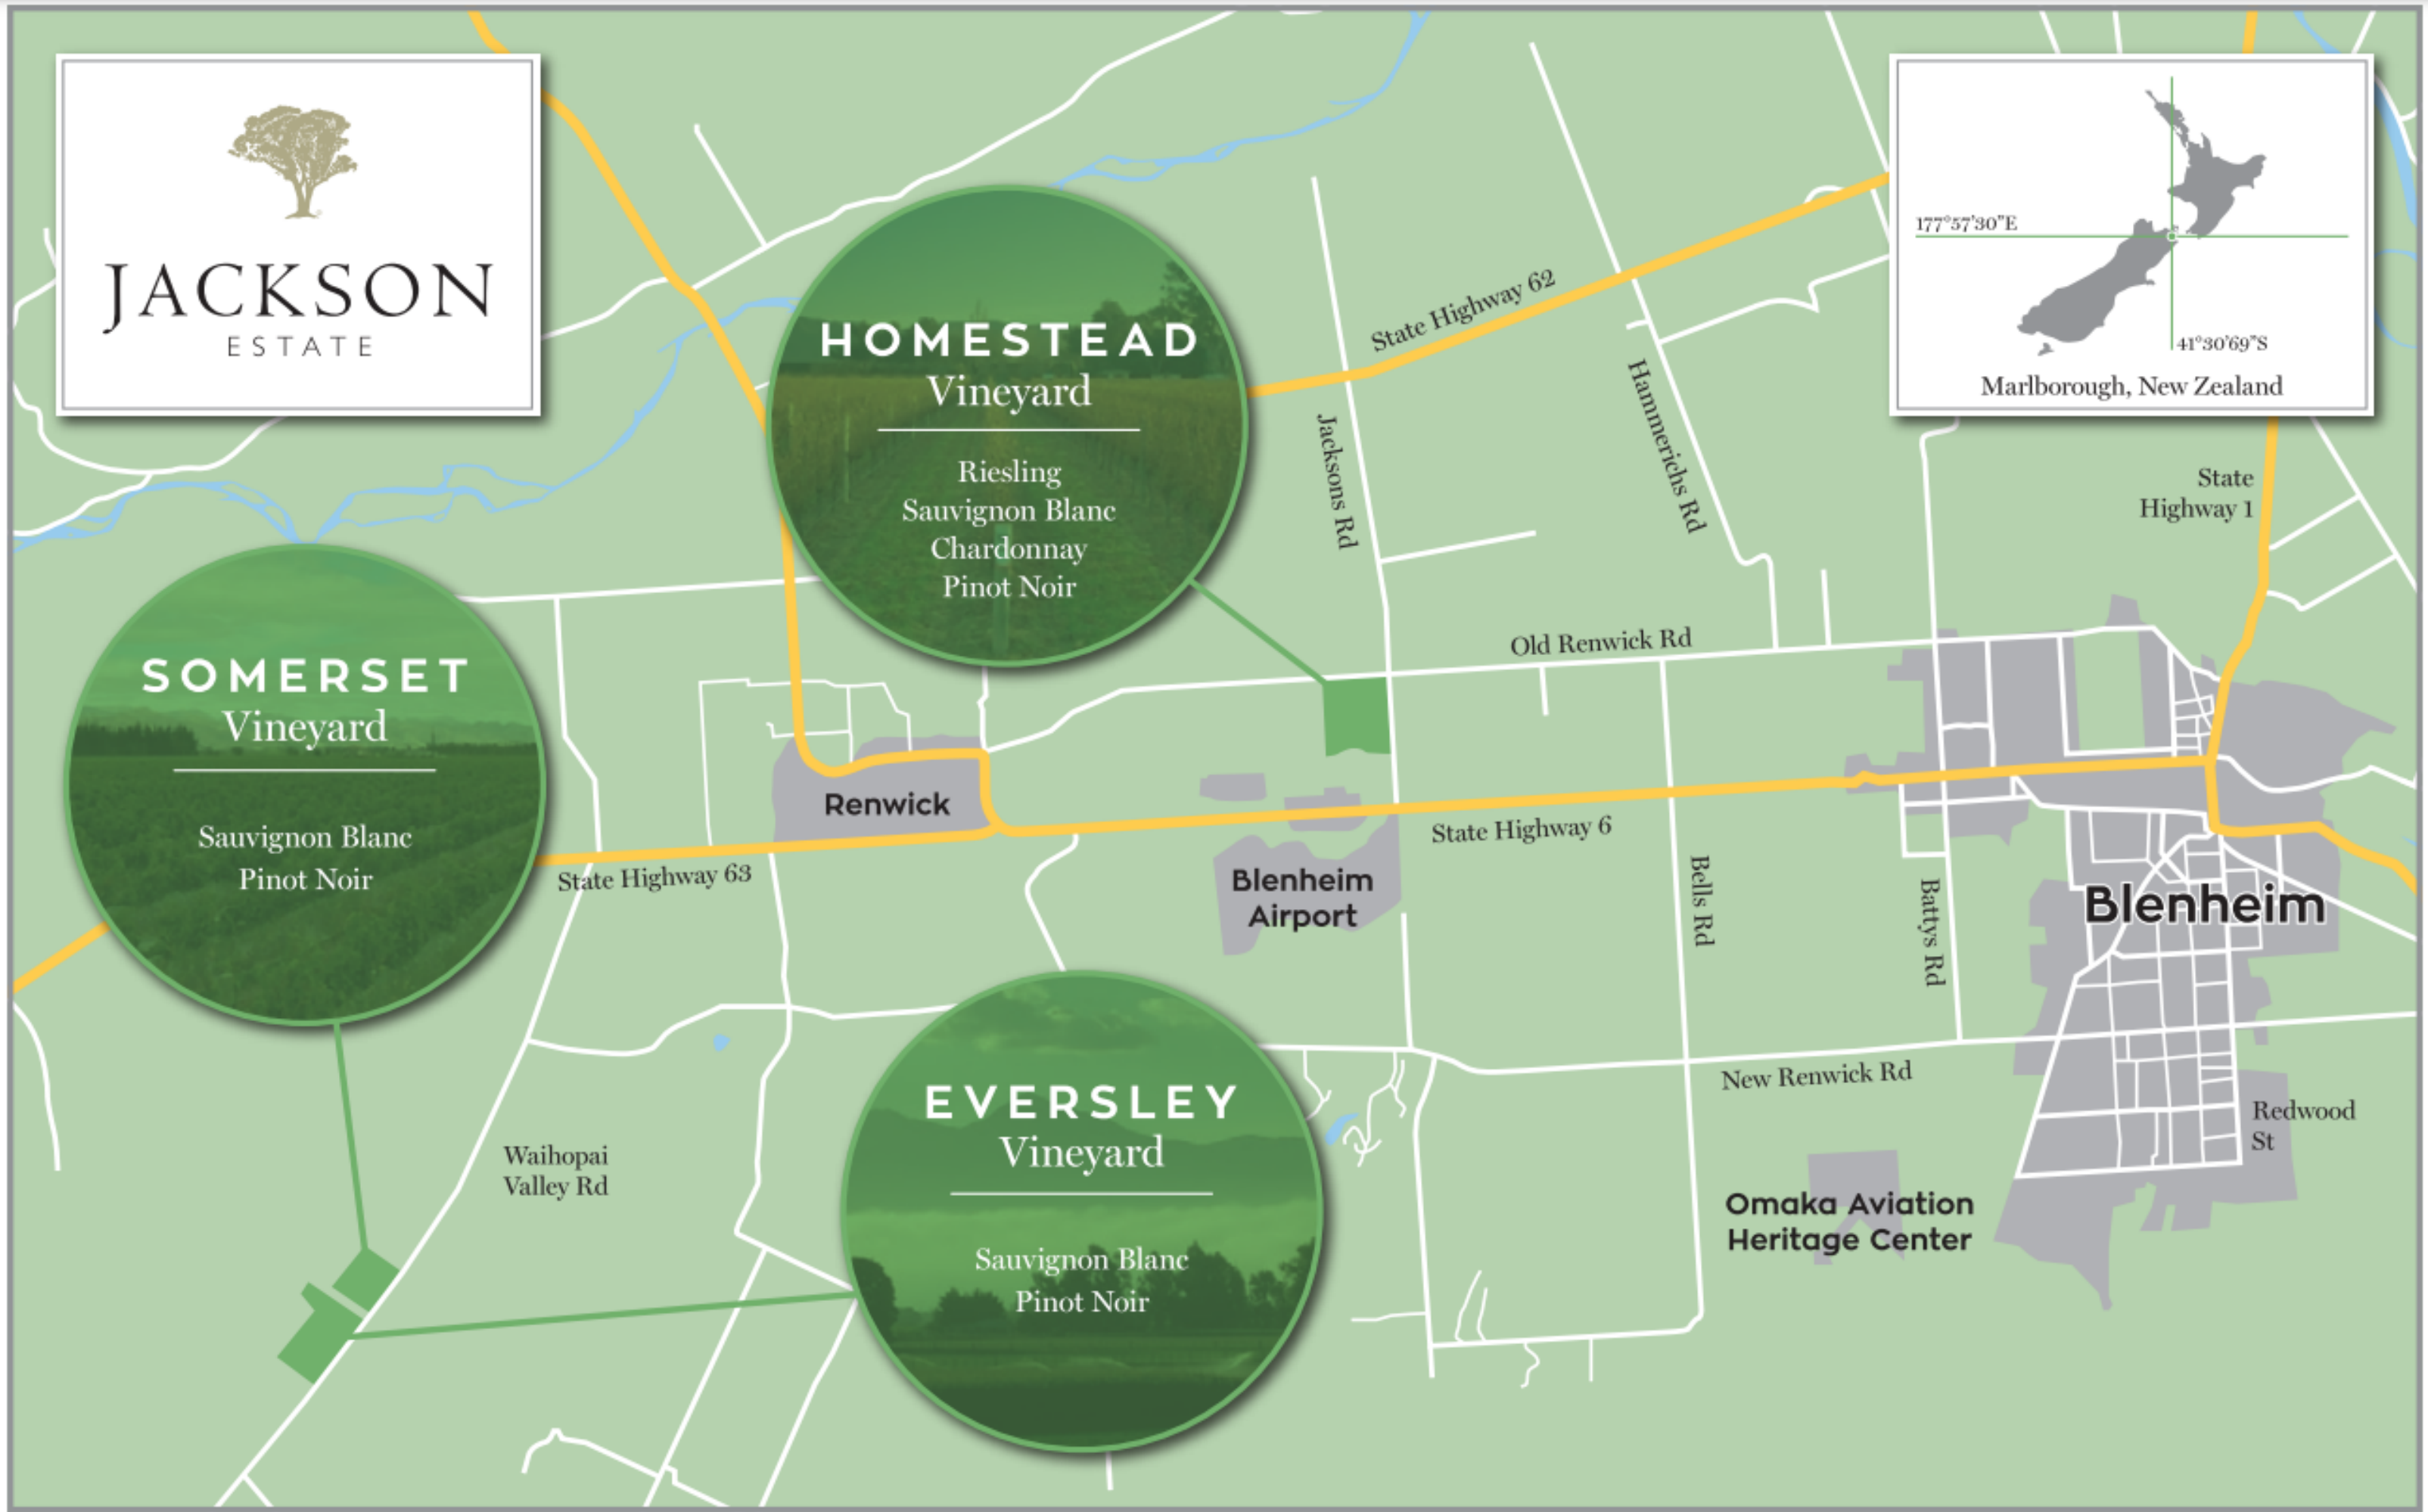 JACKSON
ESTATE
177°57'30"E
41°30'69"S
Marlborough, New Zealand
HOMESTEAD
Vineyard
Riesling
Sauvignon Blanc
Chardonnay
Pinot Noir
State Highway 62
Jacksons Rd
Hammerichs Rd
State
Highway 1
Old Renwick Rd
SOMERSET
Vineyard
Sauvignon Blanc
Pinot Noir
Renwick
State Highway 63
State Highway 6
Blenheim
Airport
Bells Rd
Battys Rd
Blenheim
New Renwick Rd
Redwood
St
EVERSLEY
Vineyard
Sauvignon Blanc
Pinot Noir
Waihopai
Valley Rd
Omaka Aviation
Heritage Center